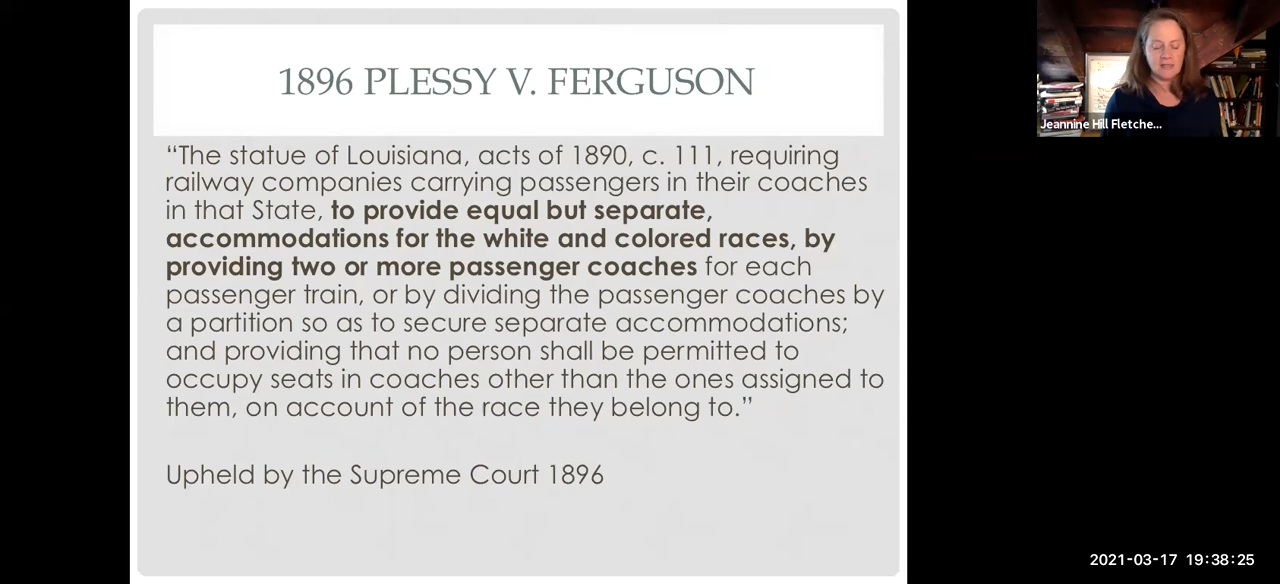 1896 PLESSY V. FERGUSON
“The statue of Louisiana, acts of 1890, c. 111, requiring
railway companies carrying passengers in their coaches
in that State, to provide equal but separate,
accommodations for the white and colored races, by
providing two or more passenger coaches for each
passenger train, or by dividing the passenger coaches by
a partition so as to secure separate accommodations;
and providing that no person shall be permitted to
occupy seats in coaches other than the ones assigned to
them, on account of the race they belong to.”
Upheld by the Supreme Court 1896
Jeannine Hill Fletche...
2021-03-17 19:38:25